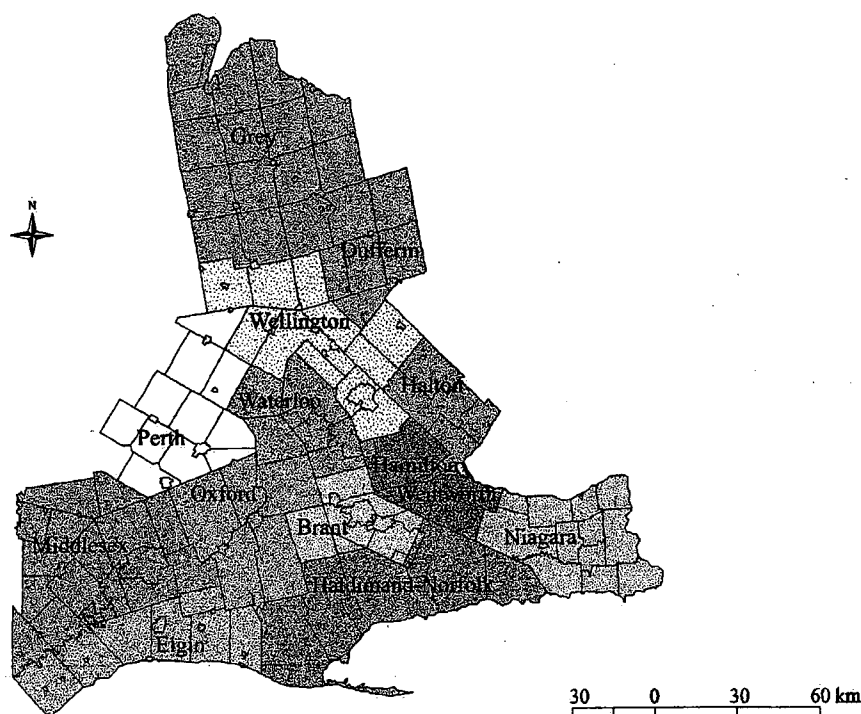 N
Grey
Dufferin
Wellington
Halton
Waterloo
Perth
Hamilton
Wentworth
Oxford
Brant
Niagara
Middlesex
Haldimand-Norfolk
Elgin
30 0 30 60 km